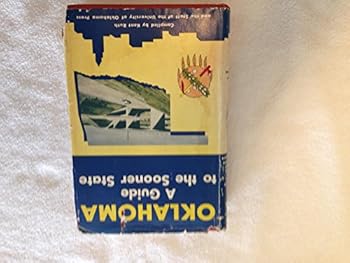 OKLAHOMA
A Guide
to the Sooner State
Compiled by Kent Ruth
and the Staff of the University of Oklahoma Press